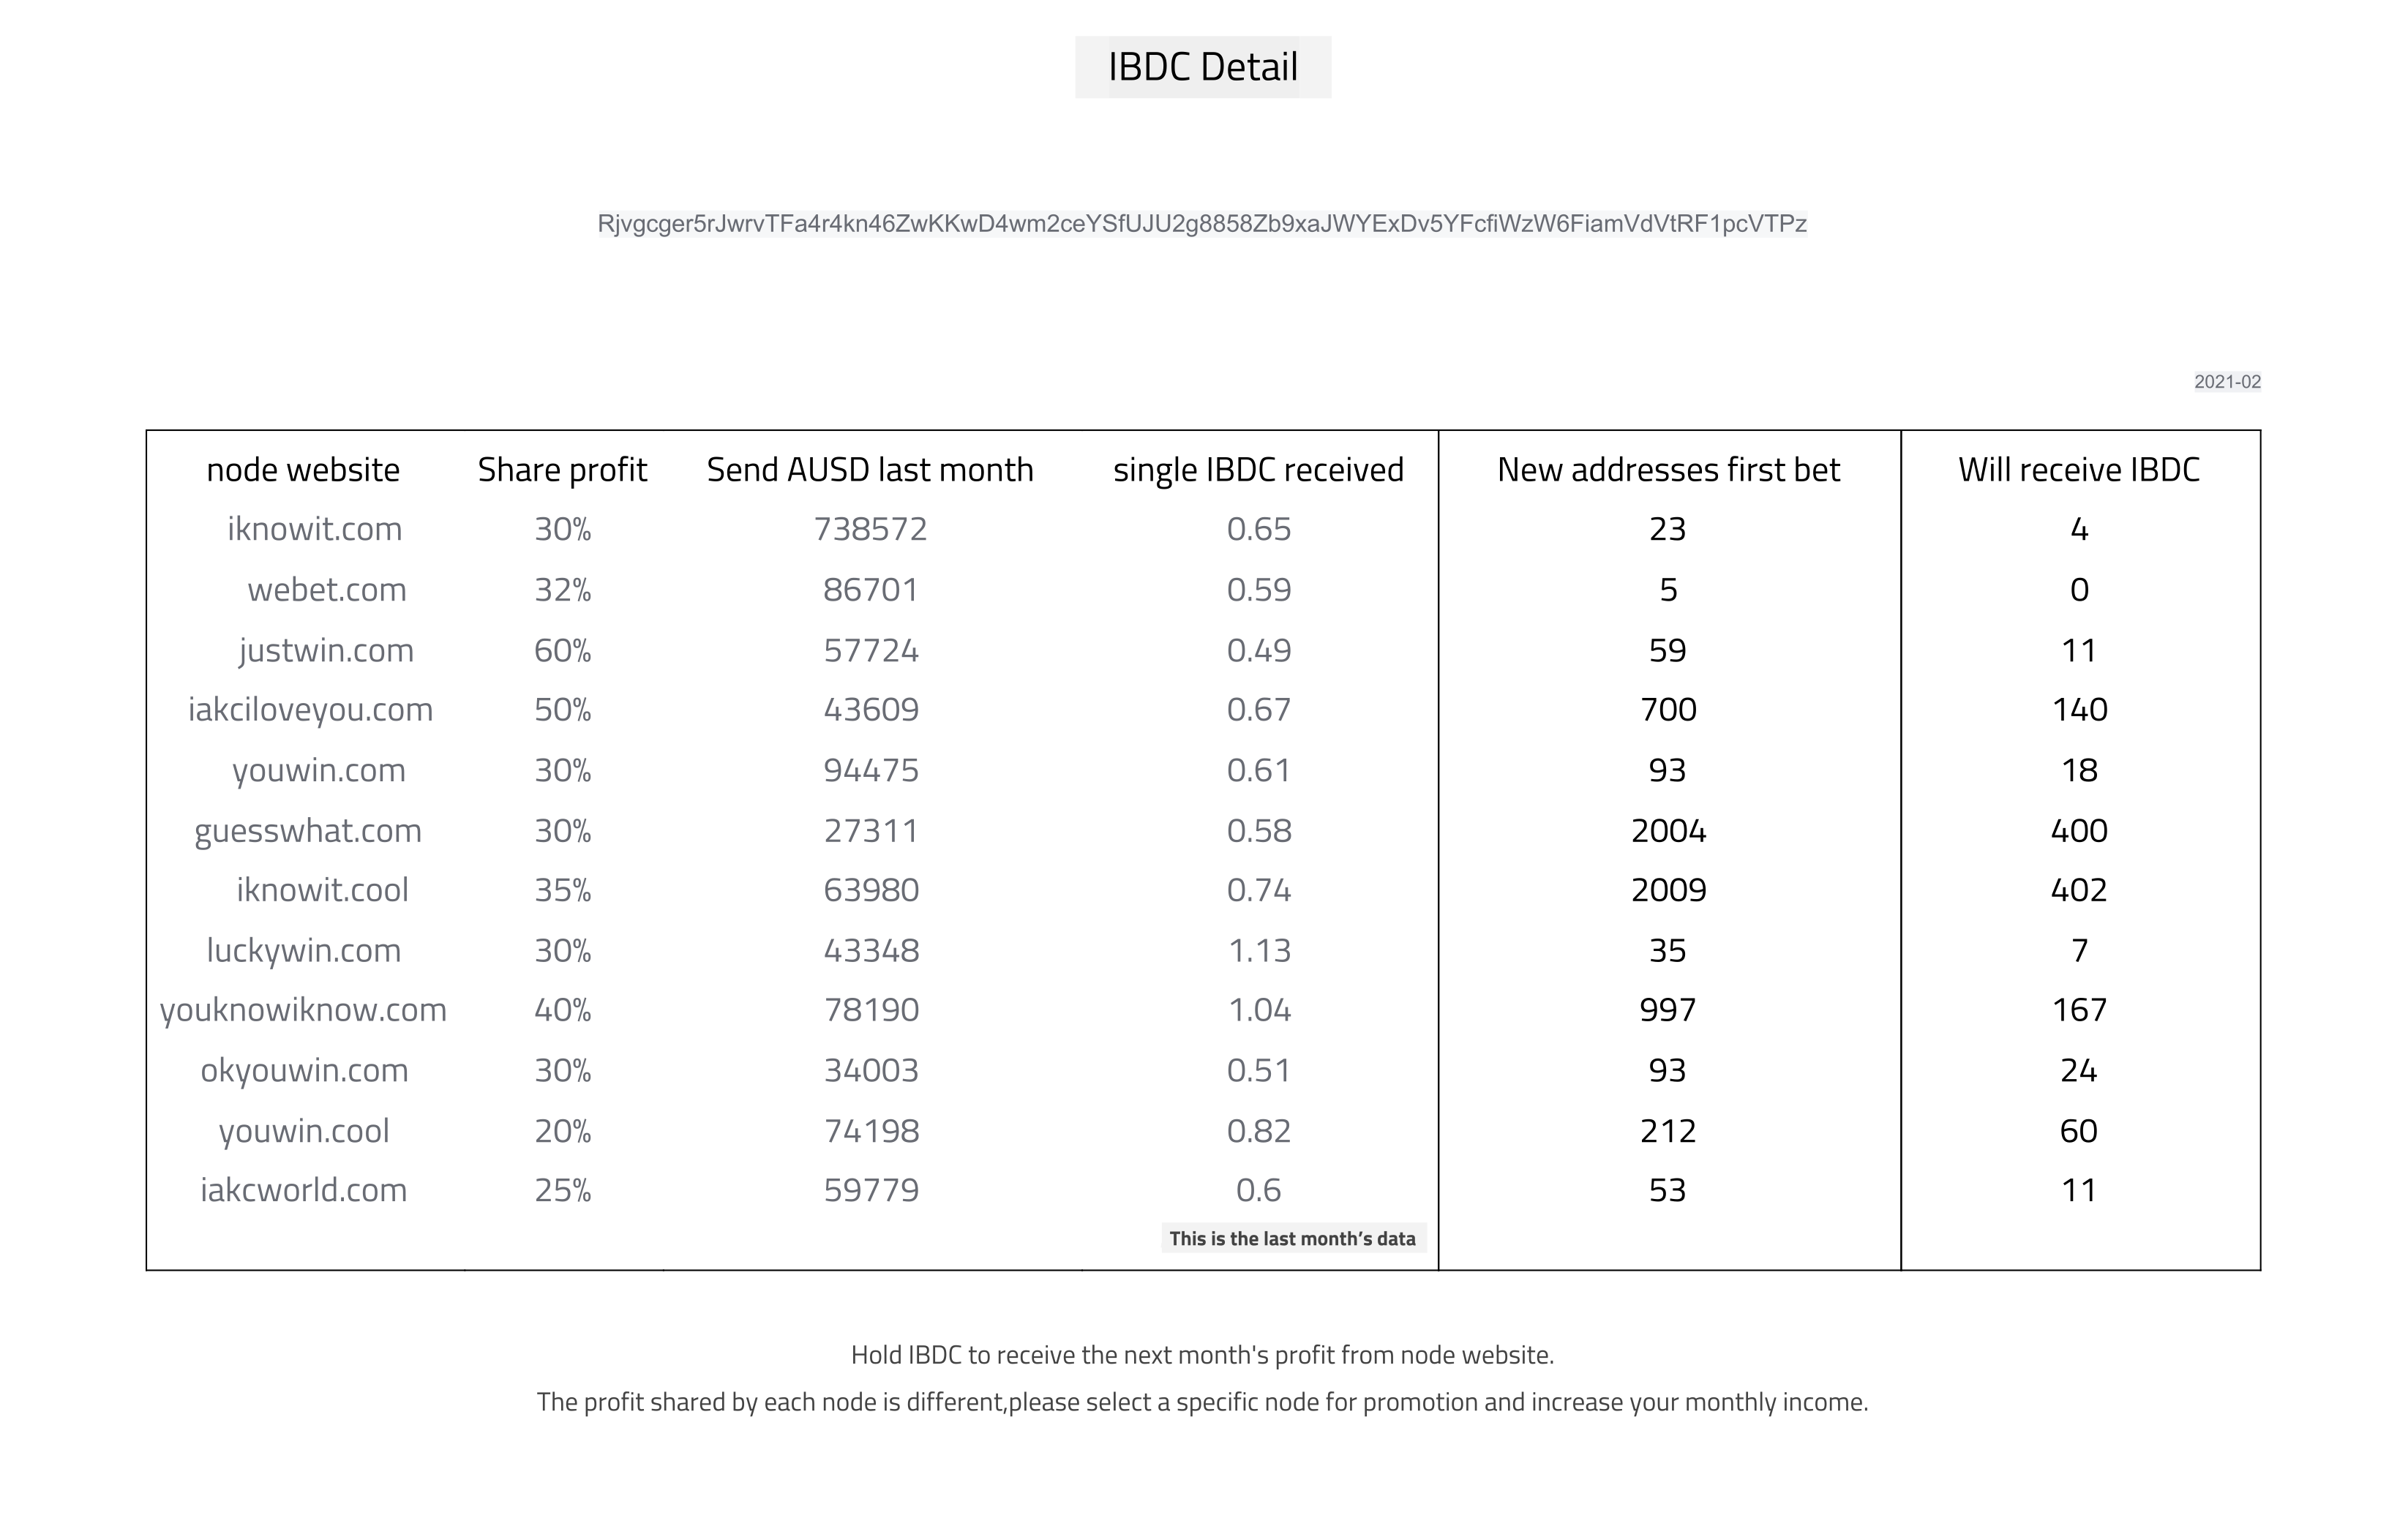 IBDC Detail
Rjvgcger5rJwrvTFa4r4kn46ZwKKwD4wm2ceYSfUJU2g8858Zb9xaJWYExDv5YFcfiWzW6FiamVdVtRF1pcVTPz
2021-02
node website Share profit Send AUSD last month single IBDC received New addresses first bet Will receive IBDC
iknowit.com 30% 738572 0.65 23 4
webet.com 32% 86701 0.59 5 0
justwin.com 60% 57724 0.49 59 11
iakciloveyou.com 50% 43609 0.67 700 140
youwin.com 30% 94475 0.61 93 18
guesswhat.com 30% 27311 0.58 2004 400
iknowit.cool 35% 63980 0.74 2009 402
luckywin.com 30% 43348 1.13 35 7
youknowiknow.com 40% 78190 1.04 997 167
okyouwin.com 30% 34003 0.51 93 24
youwin.cool 20% 74198 0.82 212 60
iakcworld.com 25% 59779 0.6 53 11
This is the last month’s data
Hold IBDC to receive the next month's profit from node website.
The profit shared by each node is different,please select a specific node for promotion and increase your monthly income.